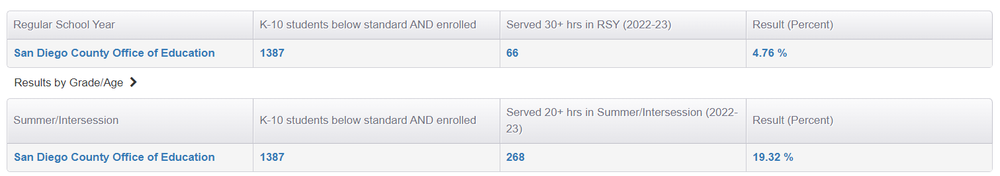 Regular School Year K-10 students below standard AND enrolled Served 30+ hrs in RSY (2022-23) Result (Percent)
San Diego County Office of Education 1387 66 4.76 %
Results by Grade/Age
Summer/Intersession K-10 students below standard AND enrolled Served 20+ hrs in Summer/Intersession (2022-
23) Result (Percent)
San Diego County Office of Education 1387 268 19.32 %